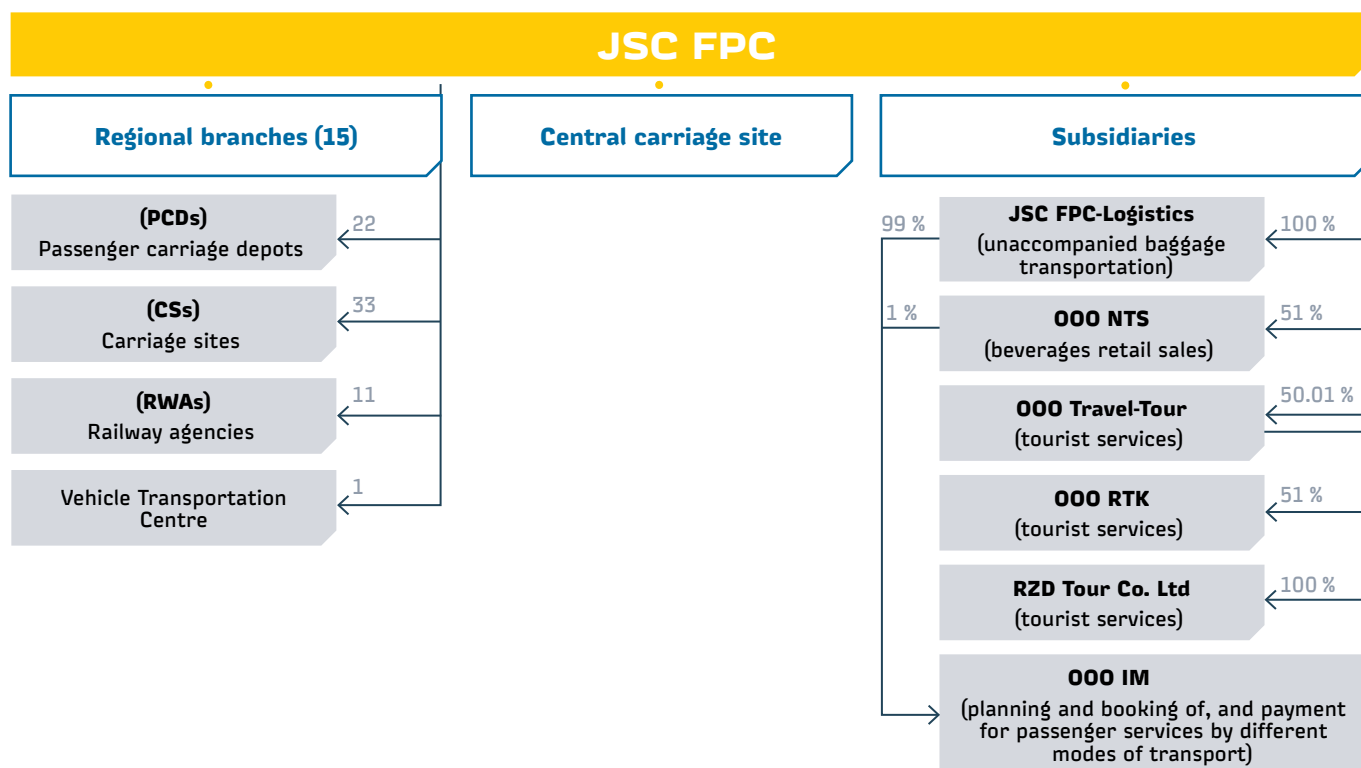 JSC FPC
Regional branches (15)
Central carriage site
Subsidiaries
(PCDs)
Passenger carriage depots
22
(CSs)
Carriage sites
33
(RWAs)
Railway agencies
11
Vehicle Transportation
Centre
1
99 %
JSC FPC-Logistics
(unaccompanied baggage
transportation)
100 %
1 %
OOO NTS
(beverages retail sales)
51 %
OOO Travel-Tour
(tourist services)
50.01 %
OOO RTK
(tourist services)
51 %
RZD Tour Co. Ltd
(tourist services)
100 %
OOO IM
(planning and booking of, and payment
for passenger services by different
modes of transport)